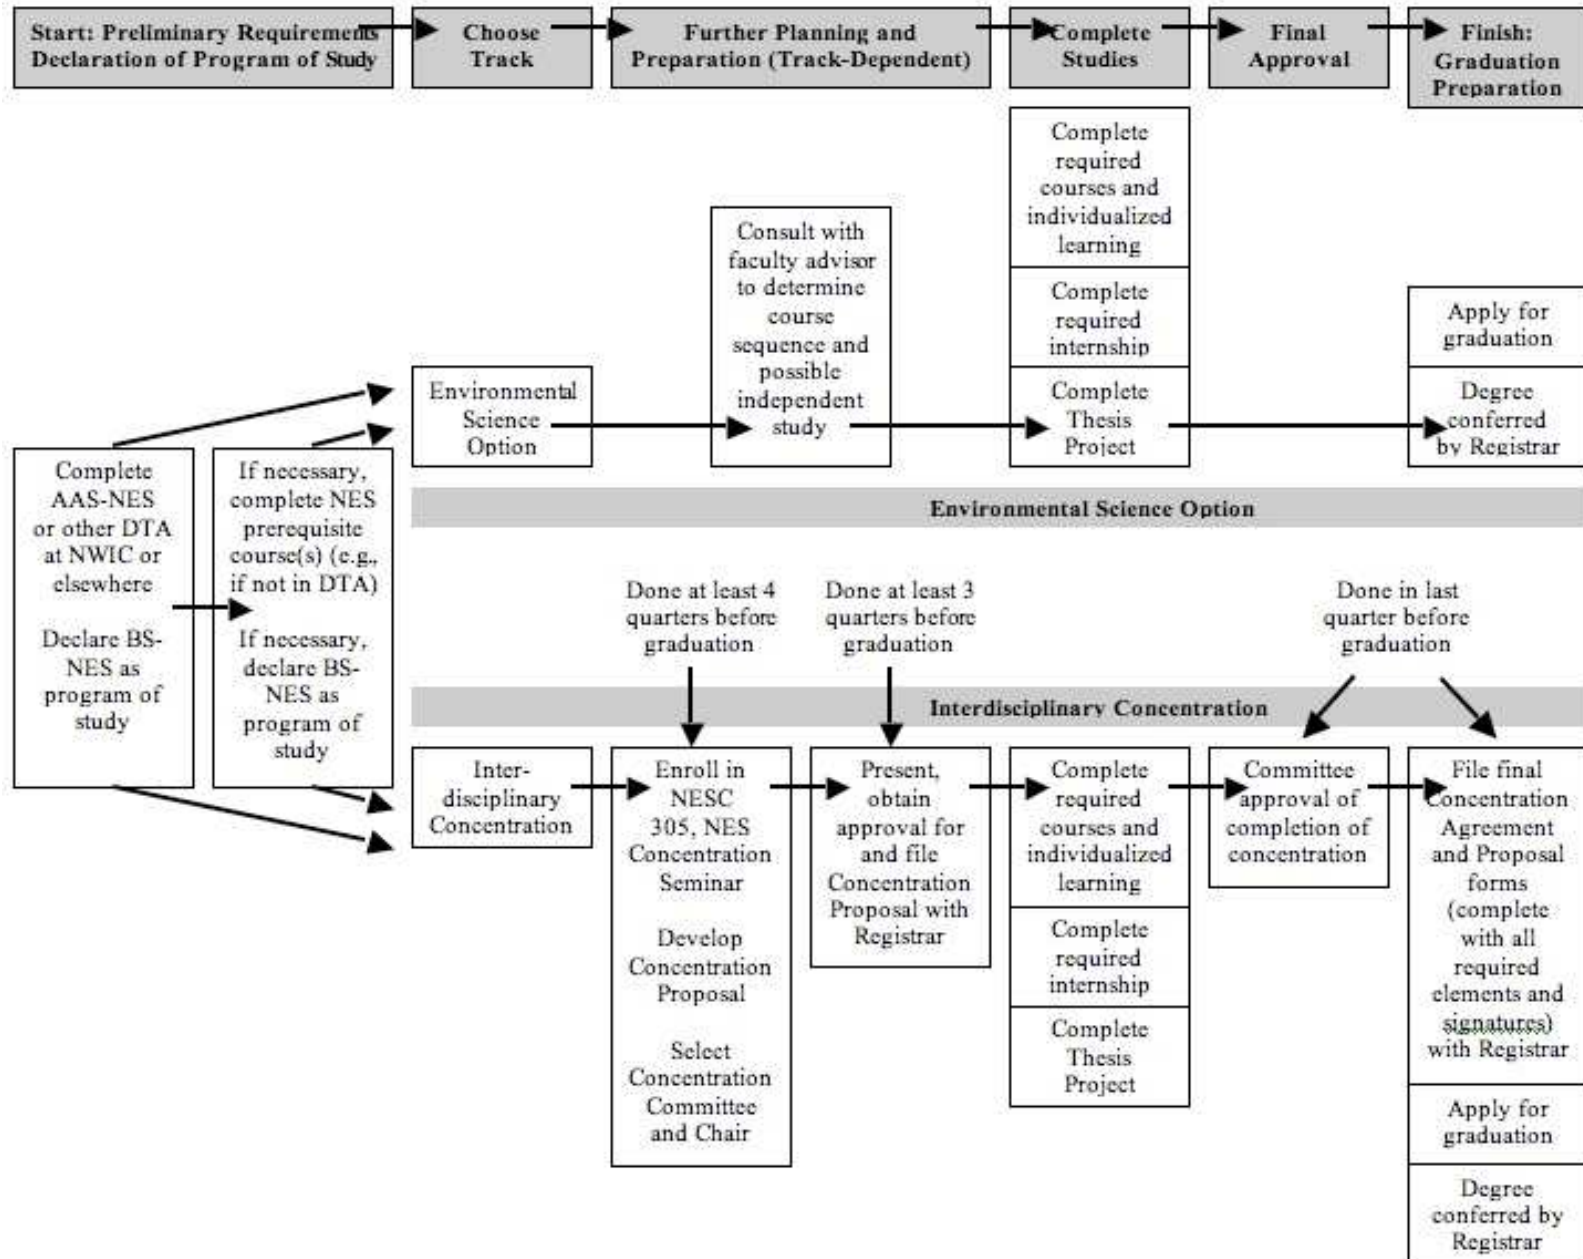 Start: Preliminary Requirements
Declaration of Program of Study
Choose
Track
Further Planning and
Preparation (Track-Dependent)
Complete
Studies
Final
Approval
Finish:
Graduation
Preparation
Complete
required
courses and
individualized
learning
Complete
required
internship
Complete
Thesis
Project
Consult with
faculty advisor
to determine
course
sequence and
possible
independent
study
Apply for
graduation
Degree
conferred
by Registrar
Environmental
Science
Option
Complete
AAS-NES
or other DTA
at NWIC or
elsewhere
Declare BS-
NES as
program of
study
If necessary,
complete NES
prerequisite
course(s) (e.g.,
if not in DTA)
If necessary,
declare BS-
NES as
program of
study
Environmental Science Option
Done at least 4
quarters before
graduation
Done at least 3
quarters before
graduation
Done in last
quarter before
graduation
Interdisciplinary Concentration
Inter-
disciplinary
Concentration
Enroll in
NESC
305, NES
Concentration
Seminar
Develop
Concentration
Proposal
Select
Concentration
Committee
and Chair
Present,
obtain
approval for
and file
Concentration
Proposal with
Registrar
Complete
required
courses and
individualized
learning
Complete
required
internship
Complete
Thesis
Project
Committee
approval of
completion of
concentration
File final
Concentration
Agreement
and Proposal
forms
(complete
with all
required
elements and
signatures)
with Registrar
Apply for
graduation
Degree
conferred by
Registrar